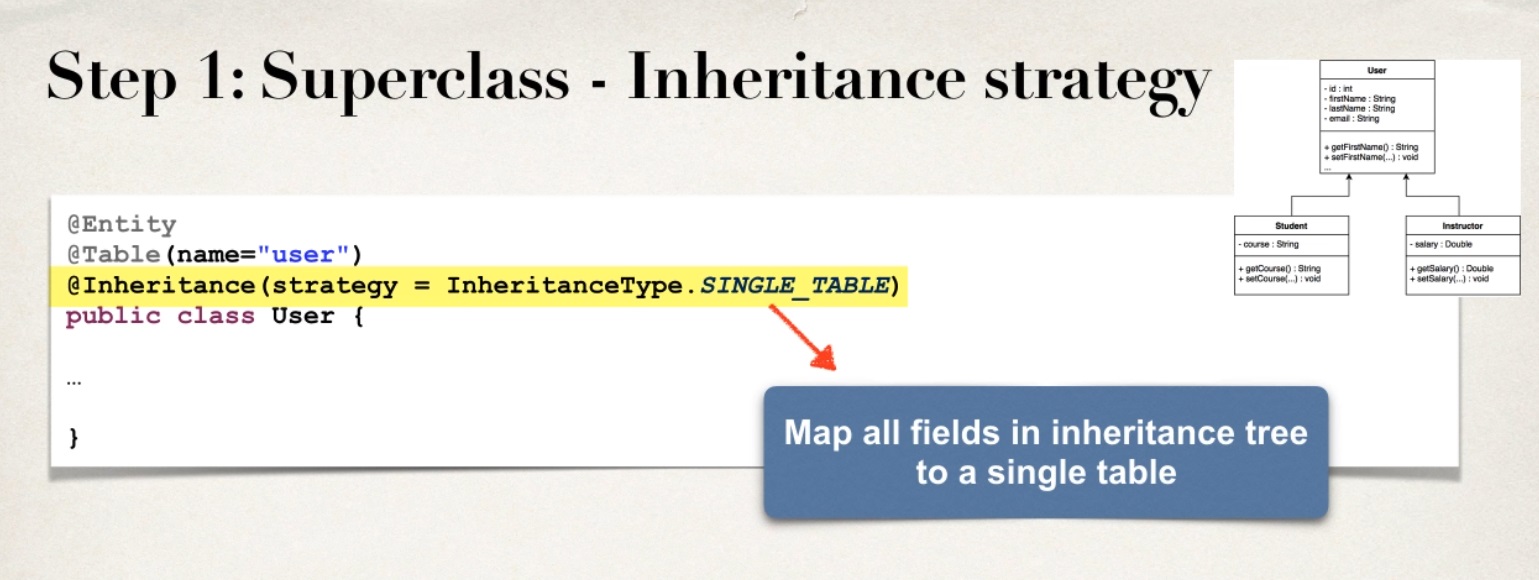 Step 1: Superclass - Inheritance strategy
User
- id : int
- firstName : String
- lastName : String
- email : String
+ getFirstName() : String
+ setFirstName(...) : void
...
Student
- course : String
+ getCourse() : String
+ setCourse(...) : void
Instructor
- salary : Double
+ getSalary() : Double
+ setSalary(...) : void
@Entity
@Table(name="user")
@Inheritance(strategy = InheritanceType.SINGLE_TABLE)
public class User {
...
}
Map all fields in inheritance tree
to a single table